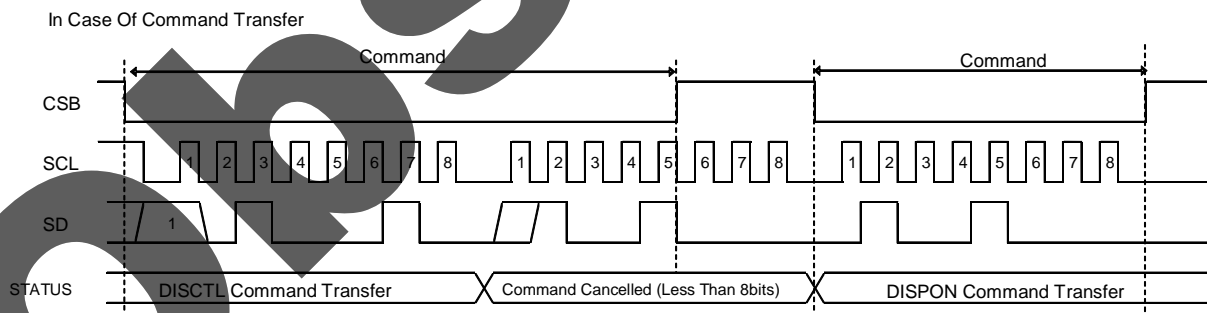 In Case Of Command Transfer
Command Command
CSB
SCL 1 2 3 4 5 6 7 8 1 2 3 4 5 6 7 8 1 2 3 4 5 6 7 8
SD 1
STATUS DISCTL Command Transfer Command Cancelled (Less Than 8bits) DISPON Command Transfer